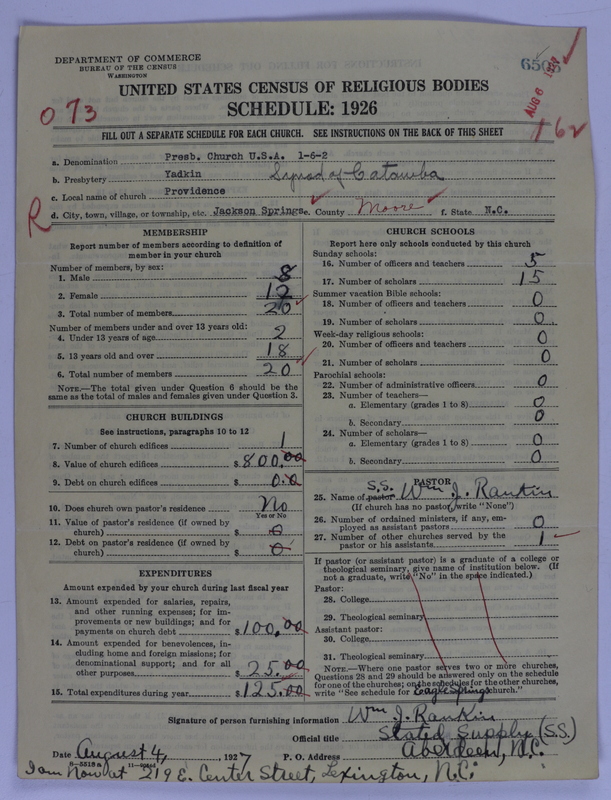 DEPARTMENT OF COMMERCE
BUREAU OF THE CENSUS
WASHINGTON
UNITED STATES CENSUS OF RELIGIOUS BODIES
SCHEDULE: 1926
073
AUG 6 1927
162
FILL OUT A SEPARATE SCHEDULE FOR EACH CHURCH. SEE INSTRUCTIONS ON THE BACK OF THIS SHEET
a. Denomination Presb. Church U.S.A. 1-6-2
b. Presbytery Yadkin Synod of Catawba
c. Local name of church Providence
R d. City, town, village, or township, etc. Jackson Springs e. County Moore f. State N.C.
MEMBERSHIP
Report number of members according to definition of
member in your church
Number of members, by sex:
1. Male 8
2. Female 12
3. Total number of members 20
Number of members under and over 13 years old:
4. Under 13 years of age 2
5. 13 years old and over 18
6. Total number of members 20
NOTE.—The total given under Question 6 should be
same as the total of males and females given under Question 3.
CHURCH BUILDINGS
See instructions, paragraphs 10 to 12
7. Number of church edifices 1
8. Value of church edifices $ 800.00
9. Debt on church edifices $ 0.0
10. Does church own pastor's residence No
Yes or No
11. Value of pastor's residence (if owned by
church) $ 0
12. Debt on pastor's residence (if owned by
church) $ 0
EXPENDITURES
Amount expended by your church during last fiscal year
13. Amount expended for salaries, repairs,
and other running expenses; for im-
provements or new buildings; and for
payments on church debt $ 100.00
14. Amount expended for benevolences, in-
cluding home and foreign missions; for
denominational support; and for all
other purposes $ 25.00
15. Total expenditures during year $ 125.00
CHURCH SCHOOLS
Report here only schools conducted by this church
Sunday schools:
16. Number of officers and teachers 5
17. Number of scholars 15
Summer vacation Bible schools:
18. Number of officers and teachers 0
19. Number of scholars 0
Week-day religious schools:
20. Number of officers and teachers 0
21. Number of scholars 0
Parochial schools:
22. Number of administrative officers 0
23. Number of teachers—
a. Elementary (grades 1 to 8) 0
b. Secondary 0
24. Number of scholars—
a. Elementary (grades 1 to 8) 0
b. Secondary 0
PASTOR
S.S.
25. Name of pastor Wm J. Rankin
(If church has no pastor, write "None")
26. Number of ordained ministers, if any, em-
ployed as assistant pastors 0
27. Number of other churches served by the
pastor or his assistants 1
If pastor (or assistant pastor) is a graduate of a college or
theological seminary, give name of institution below. (If
not a graduate, write "No" in the space indicated.)
Pastor:
28. College
29. Theological seminary
Assistant pastor:
30. College
31. Theological seminary
NOTE.—Where one pastor serves two or more churches,
Questions 28 and 29 should be answered only on the schedule
for one of the churches; on the schedules for the other churches,
write "See schedule for Eagle Springs church."
Signature of person furnishing information Wm J. Rankin
Official title Stated Supply (S.S.)
Date August 4, 1927 P. O. Address Aberdeen, N.C.
I am Now at 219 E. Center Street, Lexington, N.C.